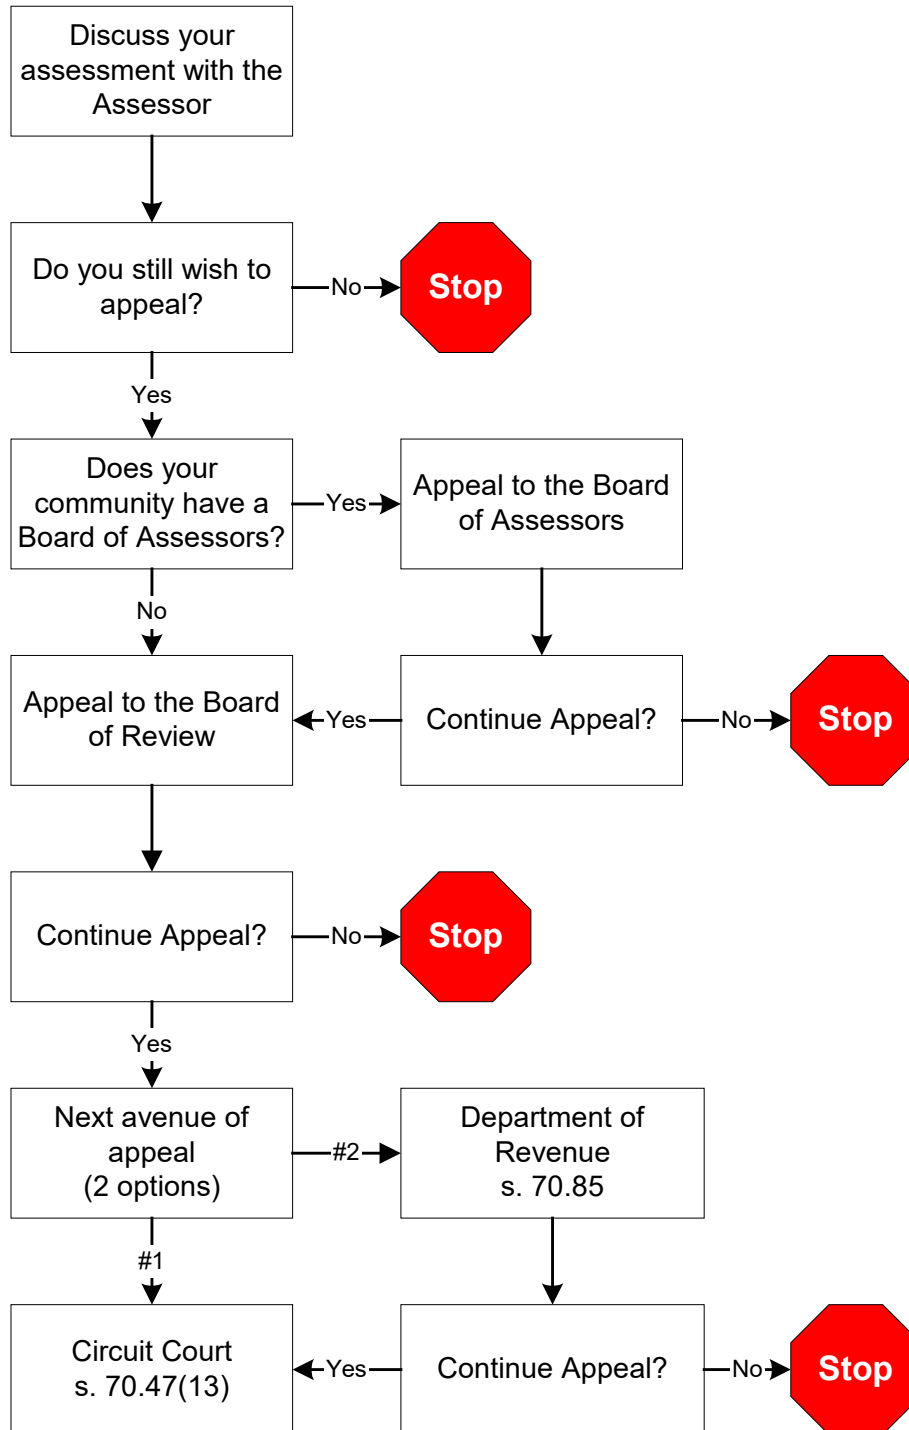 Discuss your
assessment with the
Assessor
Do you still wish to
appeal?
No
Stop
Yes
Does your
community have a
Board of Assessors?
Yes
Appeal to the Board
of Assessors
No
Appeal to the Board
of Review
Yes
Continue Appeal?
No
Stop
Continue Appeal?
No
Stop
Yes
Next avenue of
appeal
(2 options)
#2
Department of
Revenue
s. 70.85
#1
Circuit Court
s. 70.47(13)
Yes
Continue Appeal?
No
Stop